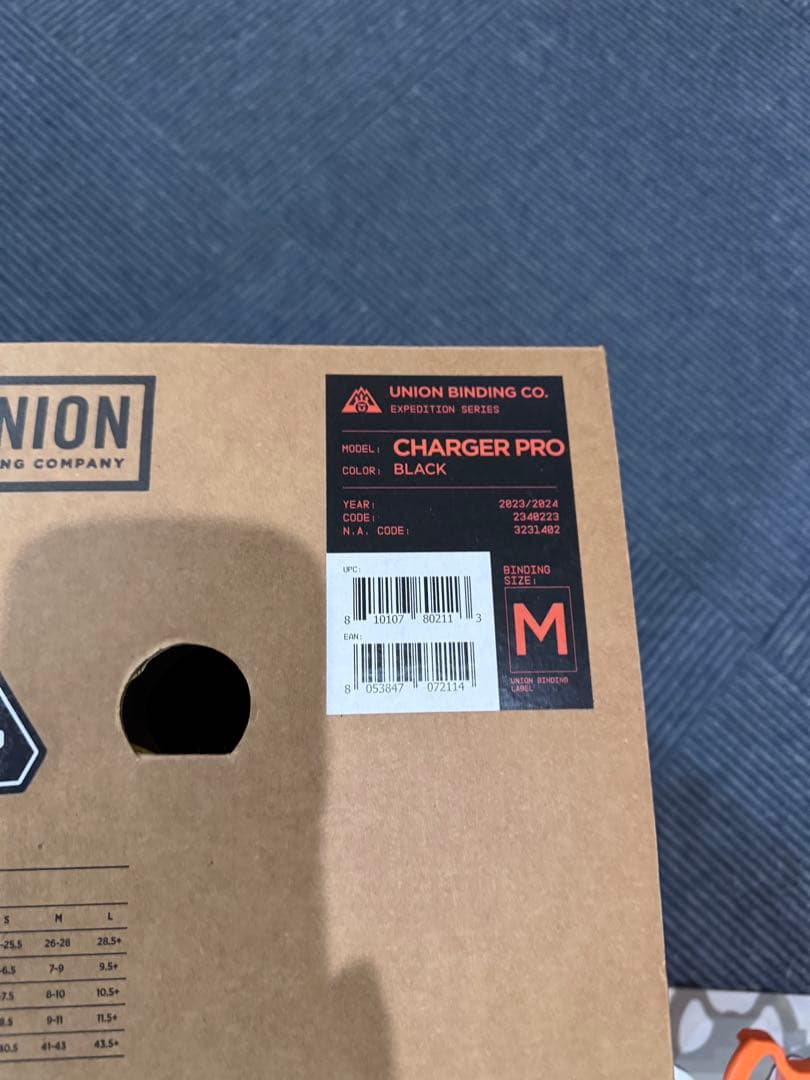 NION
NG COMPANY
UNION BINDING CO.
EXPEDITION SERIES
MODEL: CHARGER PRO
COLOR: BLACK
YEAR: 2023/2024
CODE: 2340223
N.A. CODE: 3231402
UPC:
8 10107 80211 3
EAN:
8 053847 072114
BINDING
SIZE:
M
UNION BINDING
LABEL
S M L
-25.5 26-28 28.5+
-6.5 7-9 9.5+
-7.5 8-10 10.5+
8.5 9-11 11.5+
40.5 41-43 43.5+